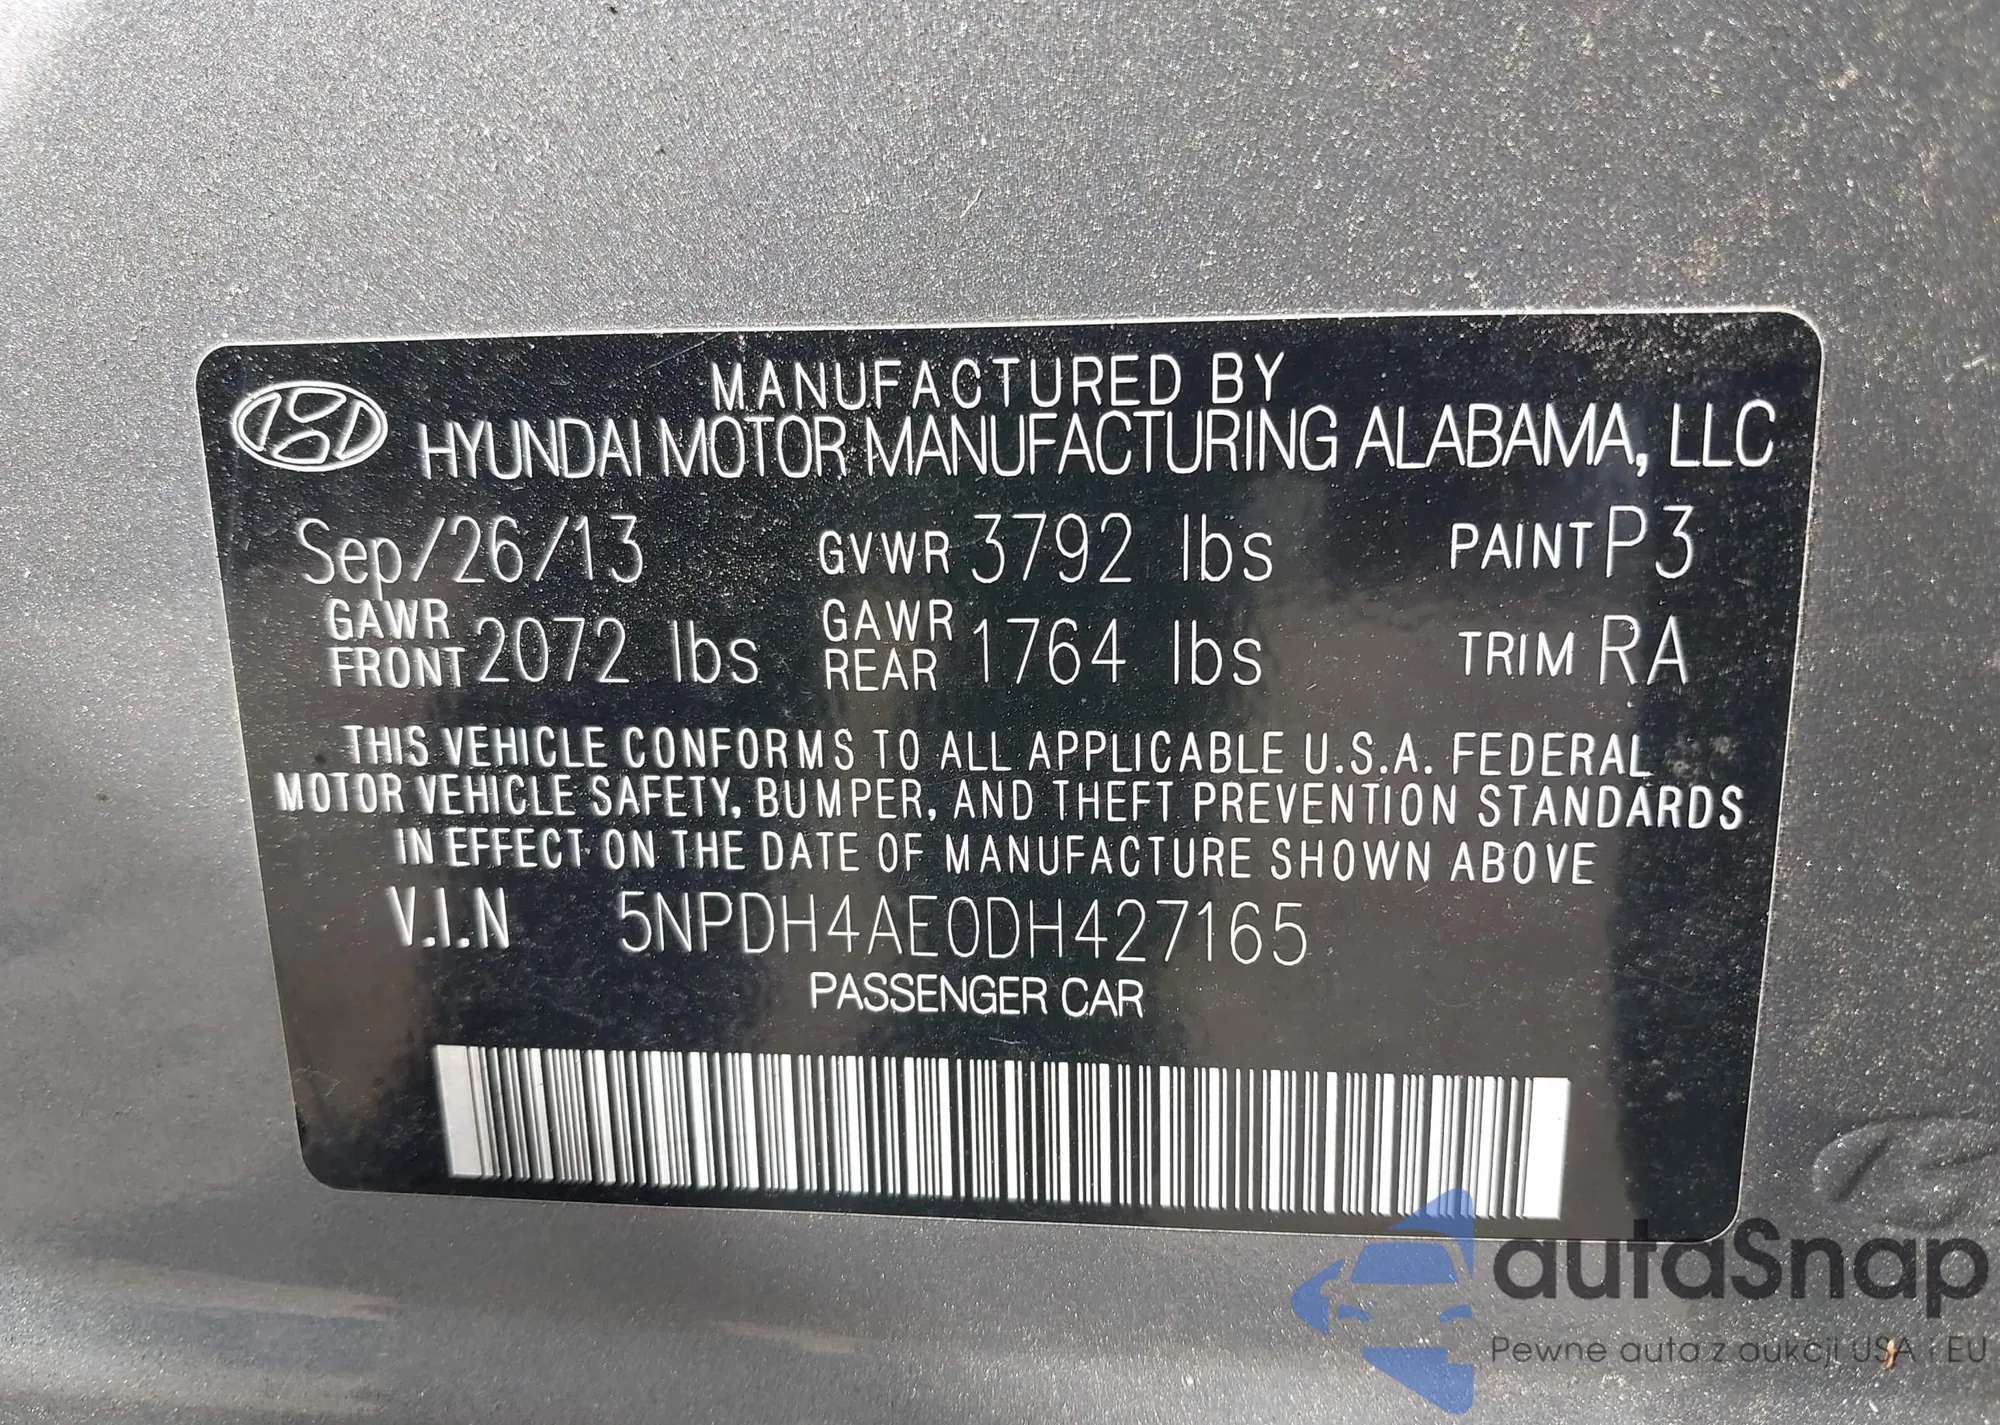 MANUFACTURED BY
HYUNDAI MOTOR MANUFACTURING ALABAMA, LLC
Sep/26/13 GVWR 3792 lbs PAINT P3
GAWR FRONT 2072 lbs GAWR REAR 1764 lbs TRIM RA
THIS VEHICLE CONFORMS TO ALL APPLICABLE U.S.A. FEDERAL
MOTOR VEHICLE SAFETY, BUMPER, AND THEFT PREVENTION STANDARDS
IN EFFECT ON THE DATE OF MANUFACTURE SHOWN ABOVE
V.I.N 5NPDH4AE0DH427165
PASSENGER CAR
autaSnap
Pewne auta z aukcji USA i EU